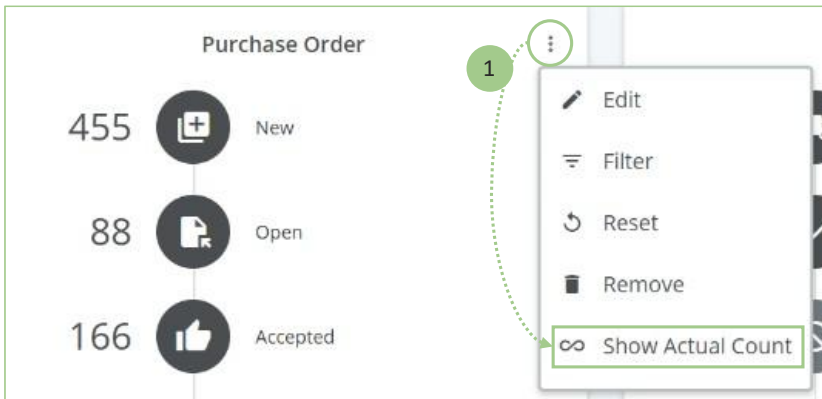 Purchase Order
1
455 New
88 Open
166 Accepted
Edit
Filter
Reset
Remove
Show Actual Count